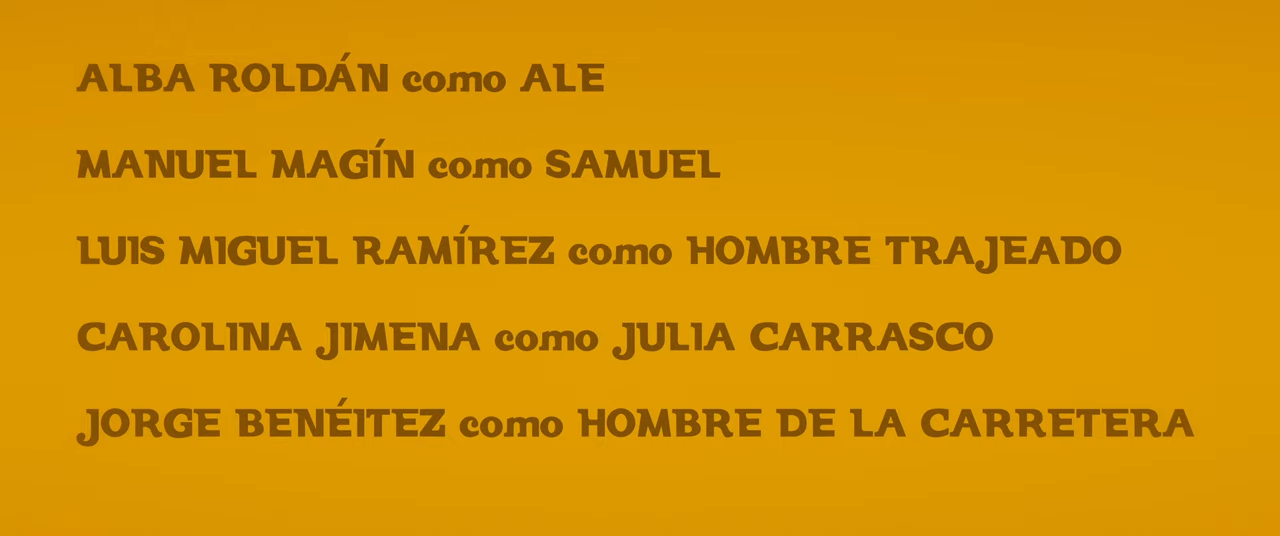 ALBA ROLDÁN como ALE
MANUEL MAGÍN como SAMUEL
LUIS MIGUEL RAMÍREZ como HOMBRE TRAJEADO
CAROLINA JIMENA como JULIA CARRASCO
JORGE BENÉITEZ como HOMBRE DE LA CARRETERA